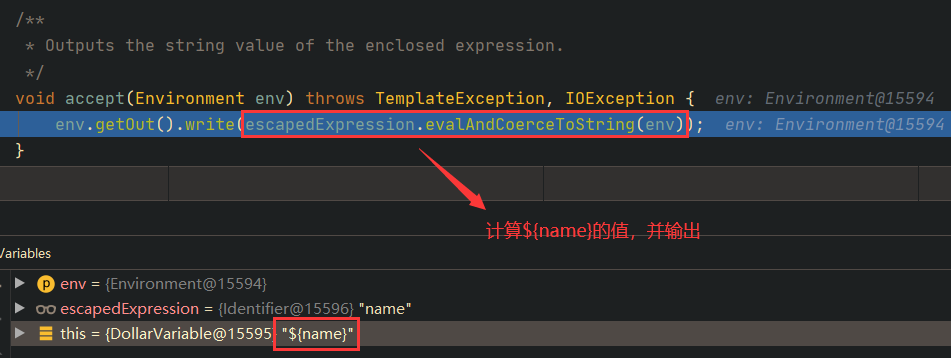 /**
* Outputs the string value of the enclosed expression.
*/
void accept(Environment env) throws TemplateException, IOException { env: Environment@15594
env.getOut().write(escapedExpression.evalAndCoerceToString(env)); env: Environment@15594
}
计算${name}的值，并输出
Variables
env = {Environment@15594}
escapedExpression = {Identifier@15596} "name"
this = {DollarVariable@15595} "${name}"